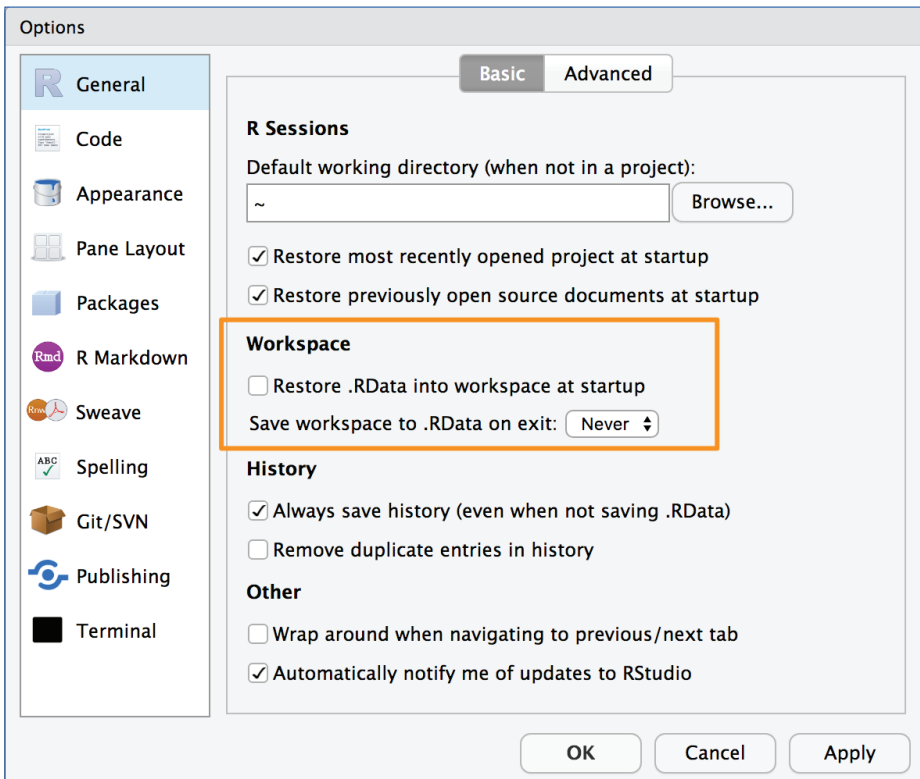 Options
General
Code
Appearance
Pane Layout
Packages
Rmd
R Markdown
Rnw
Sweave
ABC
Spelling
Git/SVN
Publishing
Terminal
Basic
Advanced
R Sessions
Default working directory (when not in a project):
~
Browse...
Restore most recently opened project at startup
Restore previously open source documents at startup
Workspace
Restore .RData into workspace at startup
Save workspace to .RData on exit: Never
History
Always save history (even when not saving .RData)
Remove duplicate entries in history
Other
Wrap around when navigating to previous/next tab
Automatically notify me of updates to RStudio
OK
Cancel
Apply